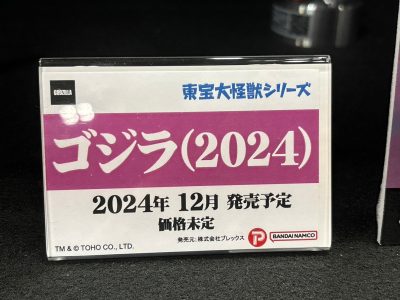 GODZILLA
東宝大怪獣シリーズ
ゴジラ(2024)
2024年 12月 発売予定
価格未定
発売元:株式会社プレックス
TM & © TOHO CO., LTD.
P BANDAI NAMCO